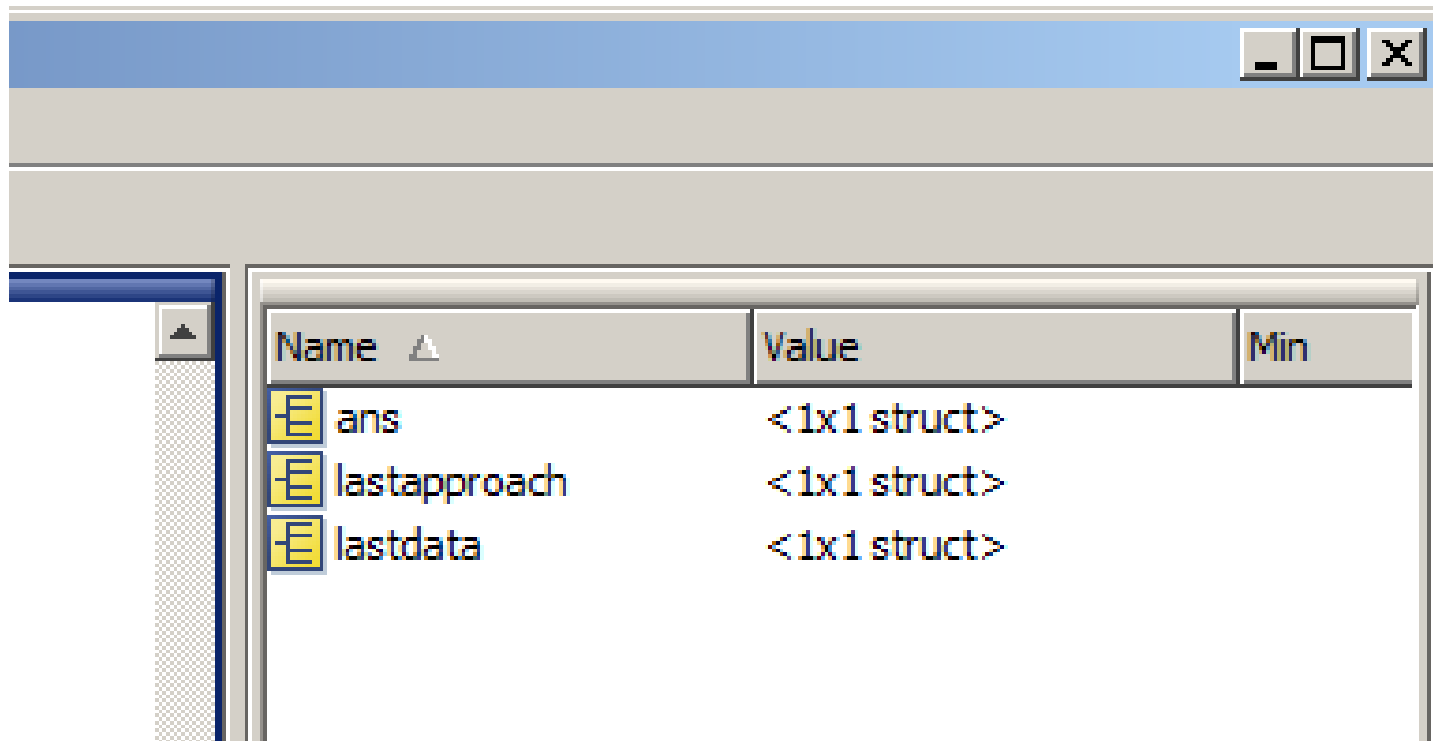 Name Value Min
ans <1x1 struct>
lastapproach <1x1 struct>
lastdata <1x1 struct>